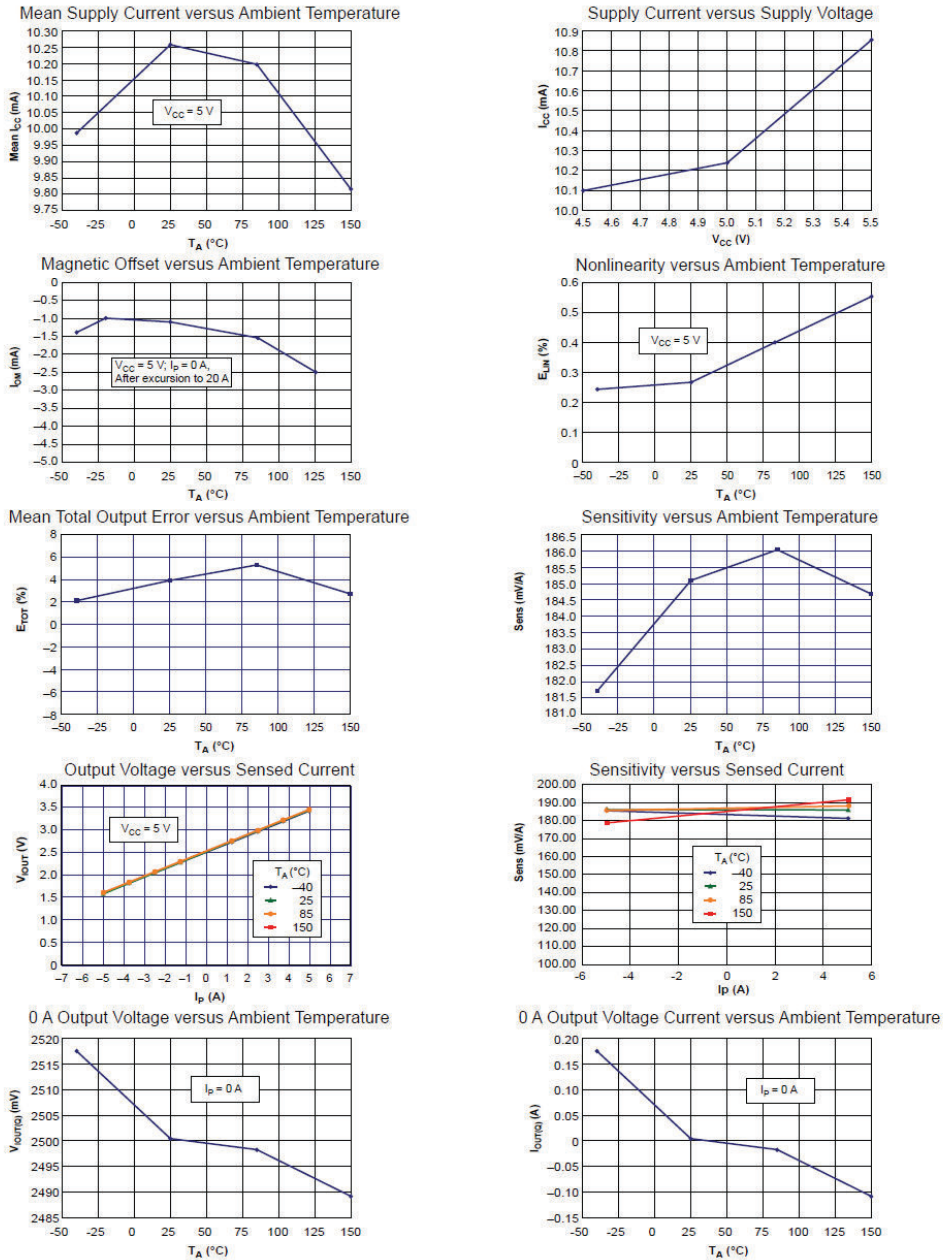 Mean Supply Current versus Ambient Temperature
10.30
10.25
10.20
10.15
10.10
10.05
10.00
9.95
9.90
9.85
9.80
9.75
Mean ICC (mA)
VCC = 5 V
-50 -25 0 25 50 75 100 125 150
TA (°C)
Supply Current versus Supply Voltage
10.9
10.8
10.7
10.6
10.5
10.4
10.3
10.2
10.1
10.0
ICC (mA)
4.5 4.6 4.7 4.8 4.9 5.0 5.1 5.2 5.3 5.4 5.5
VCC (V)
Magnetic Offset versus Ambient Temperature
0
–0.5
–1.0
–1.5
–2.0
–2.5
–3.0
–3.5
–4.0
–4.5
–5.0
IOM (mA)
VCC = 5 V; IP = 0 A,
After excursion to 20 A
-50 -25 0 25 50 75 100 125 150
TA (°C)
Nonlinearity versus Ambient Temperature
0.6
0.5
0.4
0.3
0.2
0.1
0
ELIN (%)
VCC = 5 V
–50 –25 0 25 50 75 100 125 150
TA (°C)
Mean Total Output Error versus Ambient Temperature
8
6
4
2
0
–2
–4
–6
–8
ETOT (%)
–50 –25 0 25 50 75 100 125 150
TA (°C)
Sensitivity versus Ambient Temperature
186.5
186.0
185.5
185.0
184.5
184.0
183.5
183.0
182.5
182.0
181.5
181.0
Sens (mV/A)
–50 –25 0 25 50 75 100 125 150
TA (°C)
Output Voltage versus Sensed Current
4.0
3.5
3.0
2.5
2.0
1.5
1.0
0.5
0
VIOUT (V)
VCC = 5 V
TA (°C)
–40
25
85
150
–7 –6 –5 –4 –3 –2 –1 0 1 2 3 4 5 6 7
IP (A)
Sensitivity versus Sensed Current
200.00
190.00
180.00
170.00
160.00
150.00
140.00
130.00
120.00
110.00
100.00
Sens (mV/A)
TA (°C)
–40
25
85
150
-6 -4 -2 0 2 4 6
Ip (A)
0 A Output Voltage versus Ambient Temperature
2520
2515
2510
2505
2500
2495
2490
2485
VIOUT(Q) (mV)
IP = 0 A
-50 -25 0 25 50 75 100 125 150
TA (°C)
0 A Output Voltage Current versus Ambient Temperature
0.20
0.15
0.10
0.05
0
–0.05
–0.10
–0.15
IOUT(Q) (A)
IP = 0 A
-50 -25 0 25 50 75 100 125 150
TA (°C)